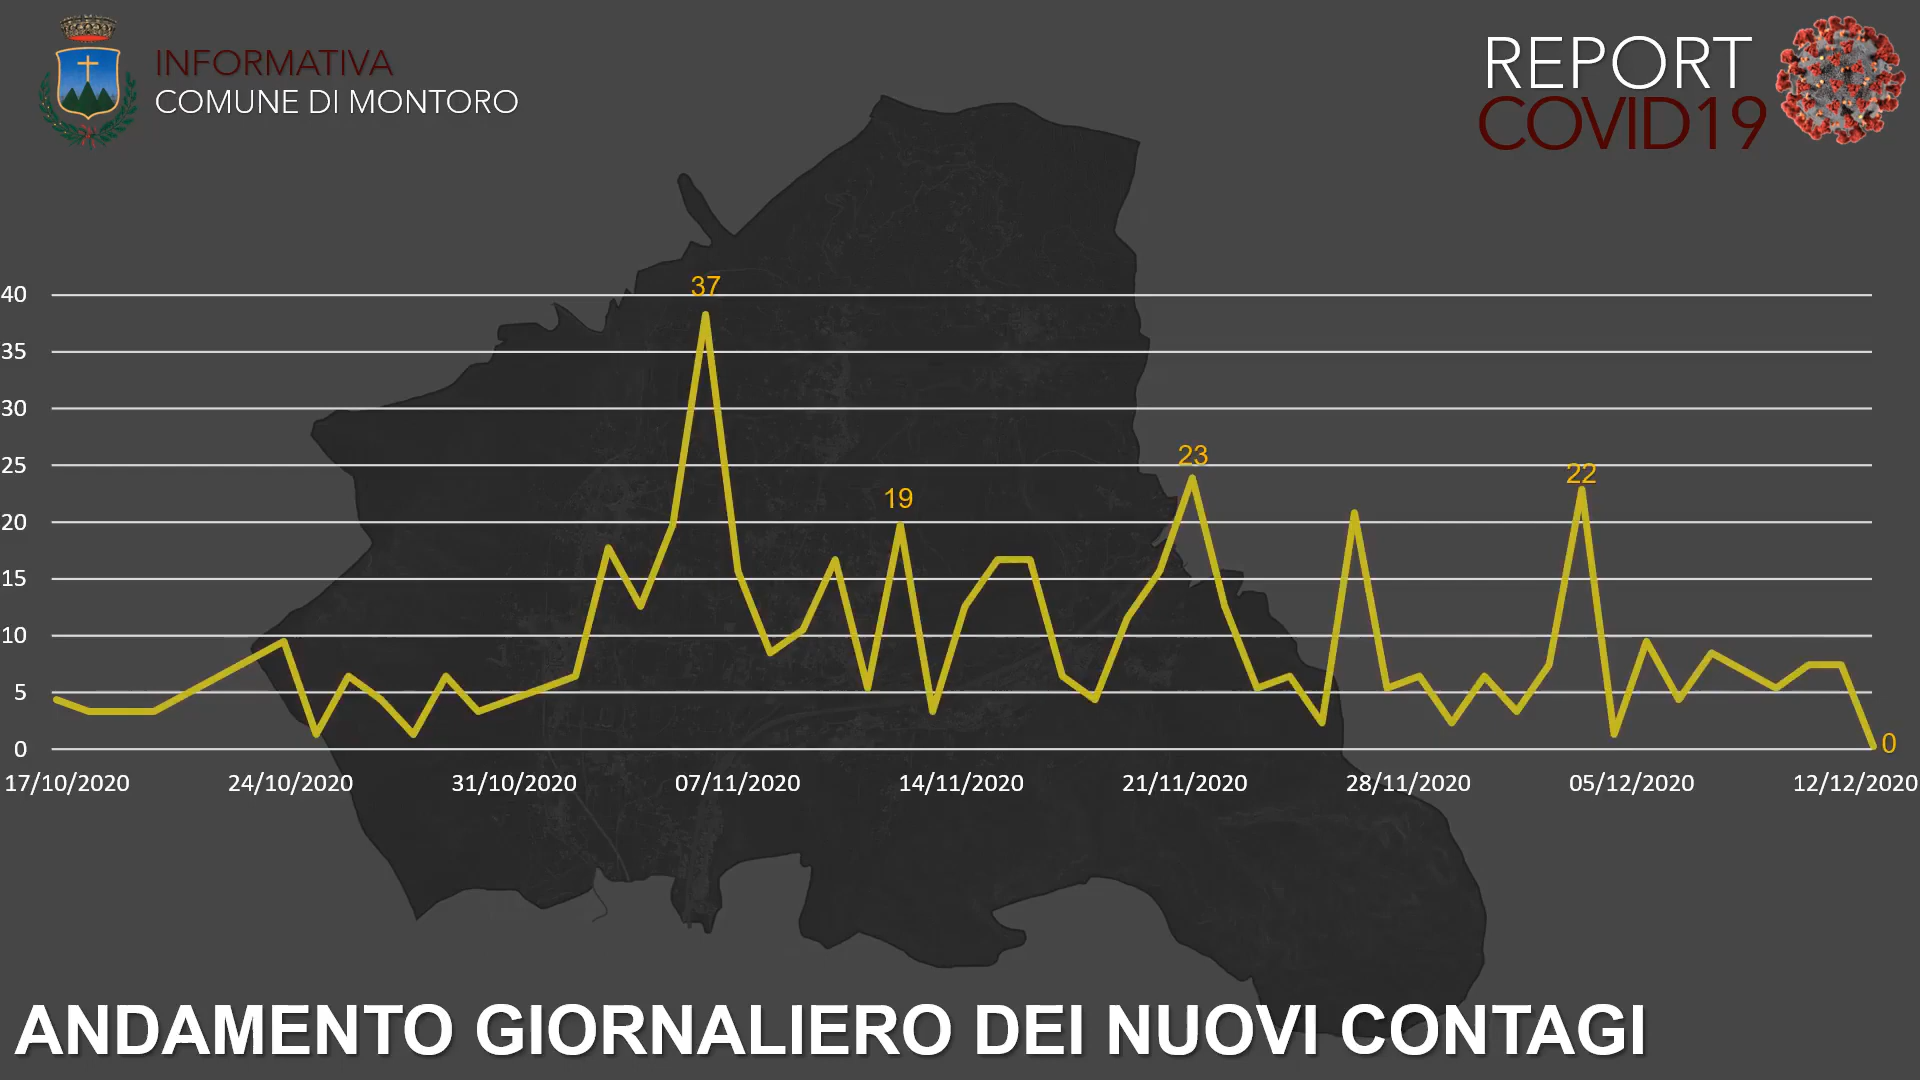 INFORMATIVA
COMUNE DI MONTORO
REPORT
COVID19
37
40
35
30
25
23
22
19
20
15
10
5
0
0
17/10/2020 24/10/2020 31/10/2020 07/11/2020 14/11/2020 21/11/2020 28/11/2020 05/12/2020 12/12/2020
ANDAMENTO GIORNALIERO DEI NUOVI CONTAGI